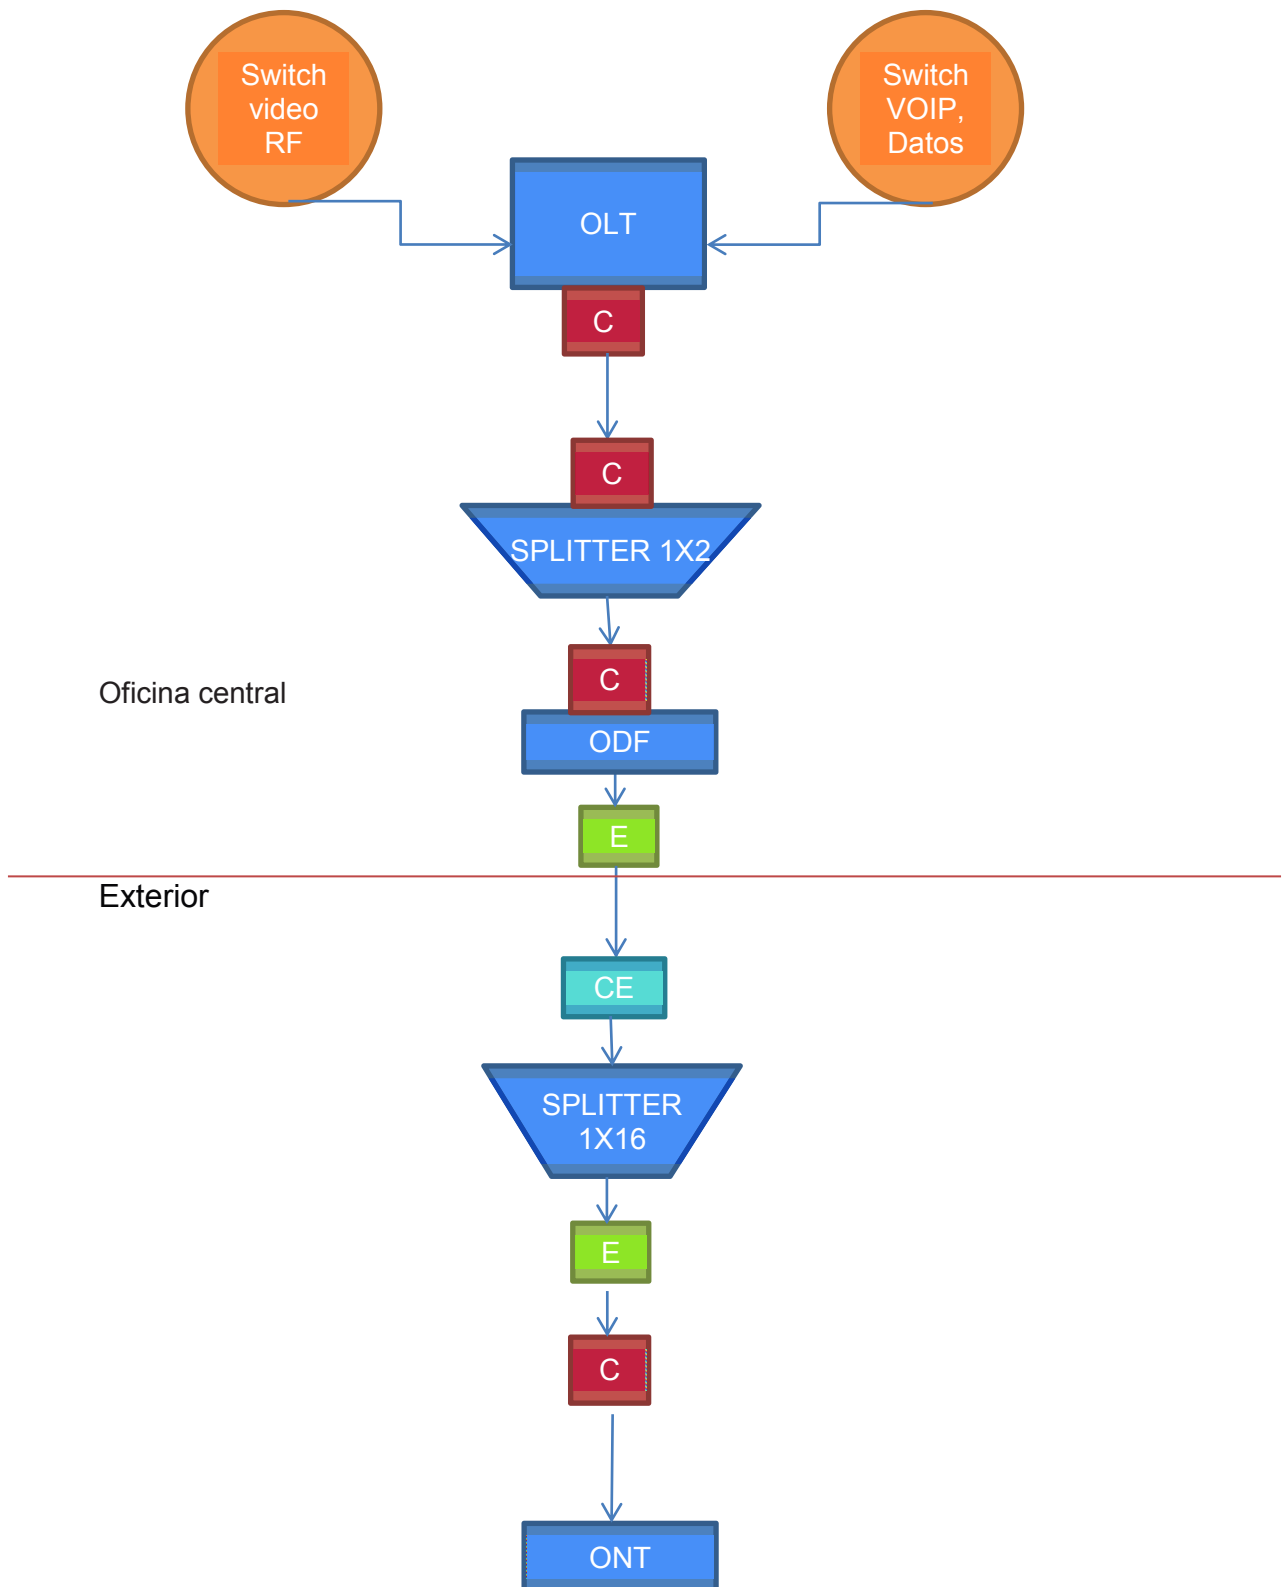 Switch
video
RF
Switch
VOIP,
Datos
OLT
C
C
SPLITTER 1X2
C
Oficina central
ODF
E
Exterior
CE
SPLITTER
1X16
E
C
ONT